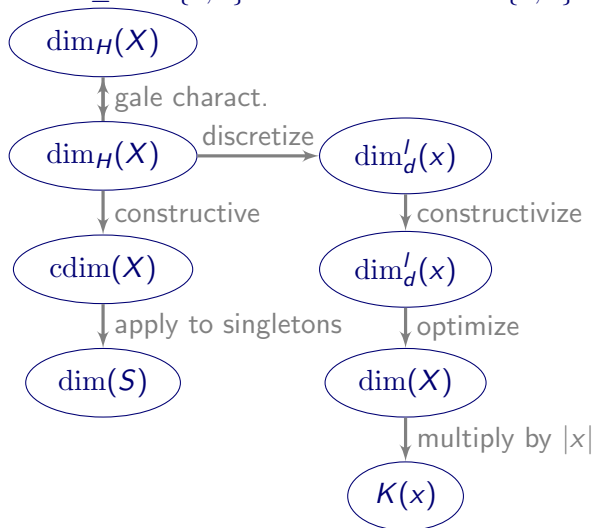 dim_H(X)
gale charact.
dim_H(X)
discretize
dim^l_d(x)
constructive
constructivize
cdim(X)
dim^l_d(x)
apply to singletons
optimize
dim(S)
dim(X)
multiply by |x|
K(x)